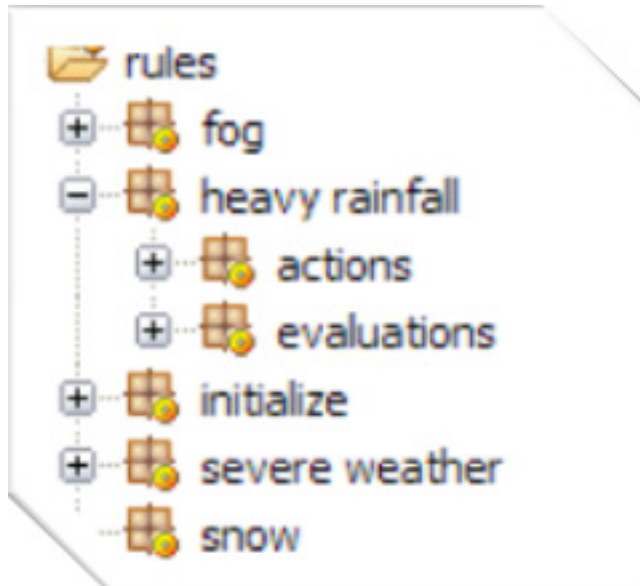 rules
fog
heavy rainfall
actions
evaluations
initialize
severe weather
snow